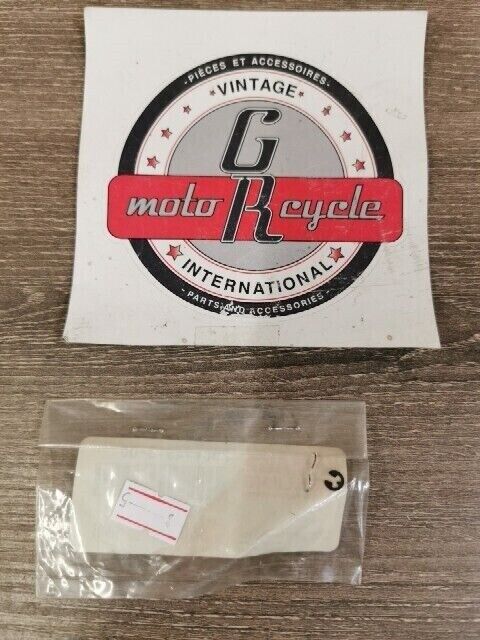 - PIÈCES ET ACCESSOIRES -
VINTAGE
G
moto R cycle
INTERNATIONAL
- PARTS AND ACCESSORIES -